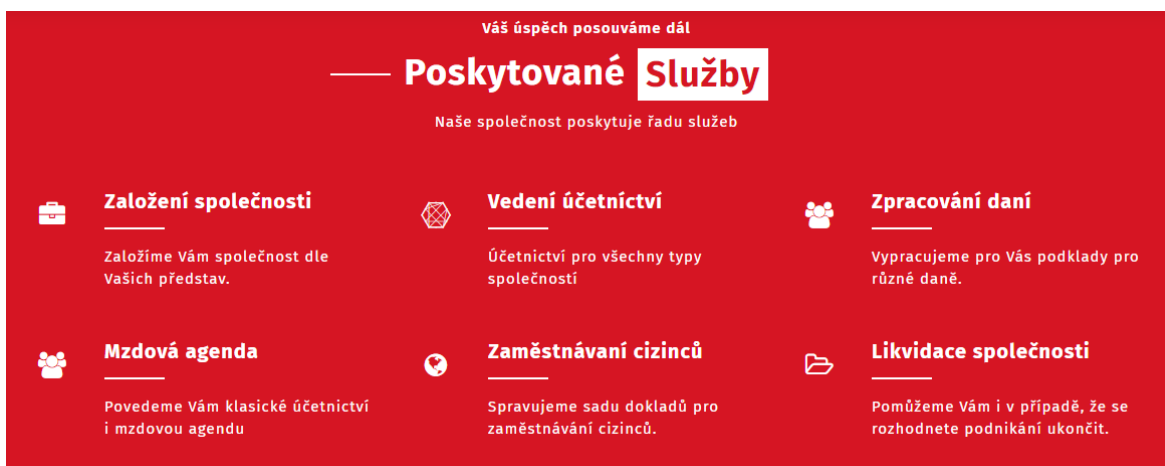 Váš úspěch posouváme dál
Poskytované Služby
Naše společnost poskytuje řadu služeb
Založení společnosti
Založíme Vám společnost dle
Vašich představ.
Vedení účetníctví
Účetnictví pro všechny typy
společností
Zpracování daní
Vypracujeme pro Vás podklady pro
různé daně.
Mzdová agenda
Povedeme Vám klasické účetnictví
i mzdovou agendu
Zaměstnávaní cizinců
Spravujeme sadu dokladů pro
zaměstnávání cizinců.
Likvidace společnosti
Pomůžeme Vám i v případě, že se
rozhodnete podnikání ukončit.